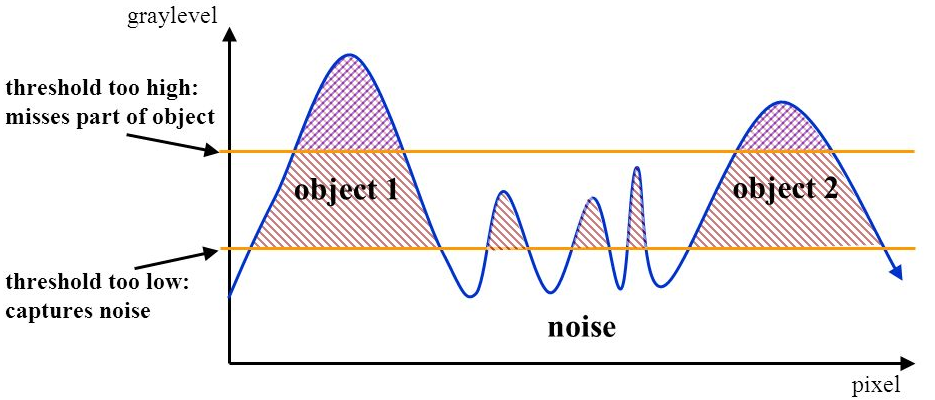 graylevel
threshold too high:
misses part of object
object 1
object 2
threshold too low:
captures noise
noise
pixel